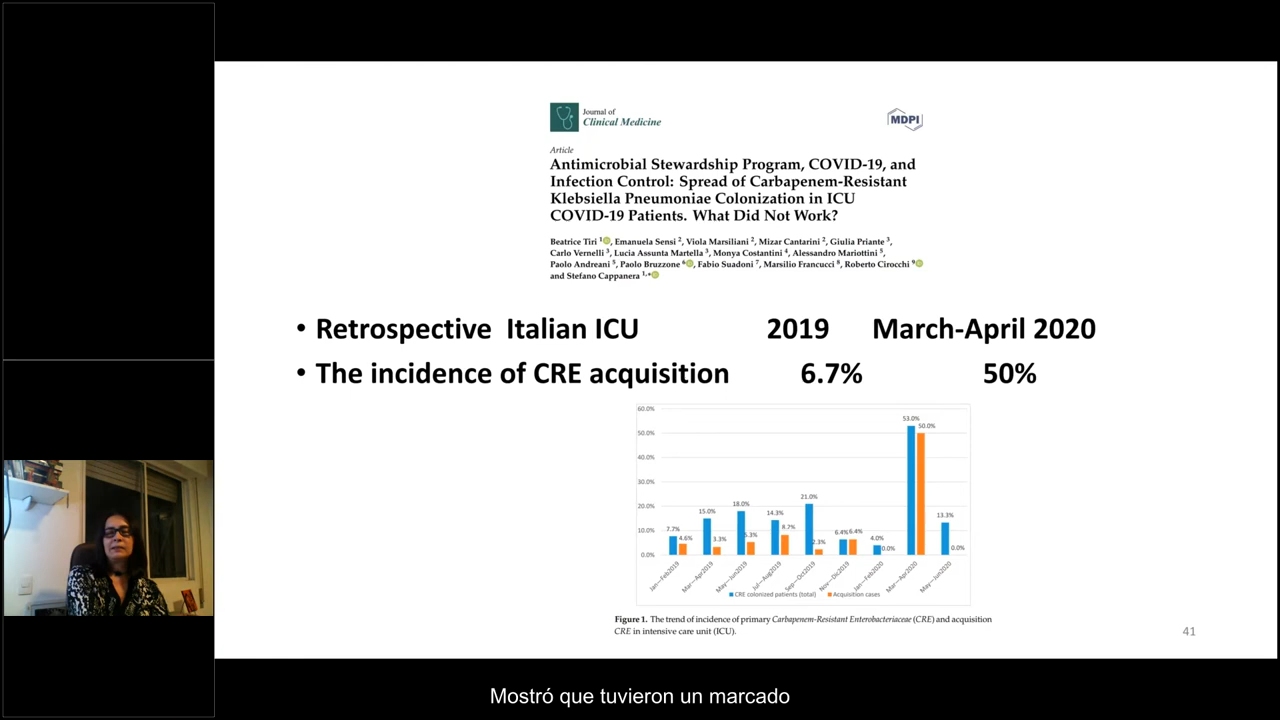 Journal of
Clinical Medicine
MDPI
Article
Antimicrobial Stewardship Program, COVID-19, and
Infection Control: Spread of Carbapenem-Resistant
Klebsiella Pneumoniae Colonization in ICU
COVID-19 Patients. What Did Not Work?
Beatrice Tiri 1, Emanuela Sensi 2, Viola Marsiliani 2, Mizar Cantarini 2, Giulia Priante 3,
Carlo Vernelli 3, Lucia Assunta Martella 3, Monya Costantini 4, Alessandro Mariottini 5,
Paolo Andreani 5, Paolo Bruzzone 6, Fabio Suadoni 7, Marsilio Francucci 8, Roberto Cirocchi 9
and Stefano Cappanera 1,*
• Retrospective Italian ICU 2019 March-April 2020
• The incidence of CRE acquisition 6.7% 50%
60.0%
50.0%
40.0%
30.0%
20.0%
10.0%
0.0%
7.7% 4.6% 15.0% 3.3% 18.0% 5.3% 14.3% 8.2% 21.0% 2.3% 6.4% 6.4% 4.0% 0.0% 53.0% 50.0% 13.3% 0.0%
Jan—Feb2019 Mar—Apr2019 May—Jun2019 Jul—Aug2019 Sep—Oct2019 Nov—Dic2019 Jan—Feb2020 Mar—Apr2020 May—Jun2020
CRE colonized patients (total) Acquisition cases
Figure 1. The trend of incidence of primary Carbapenem-Resistant Enterobacteriaceae (CRE) and acquisition
CRE in intensive care unit (ICU).
41
Mostró que tuvieron un marcado